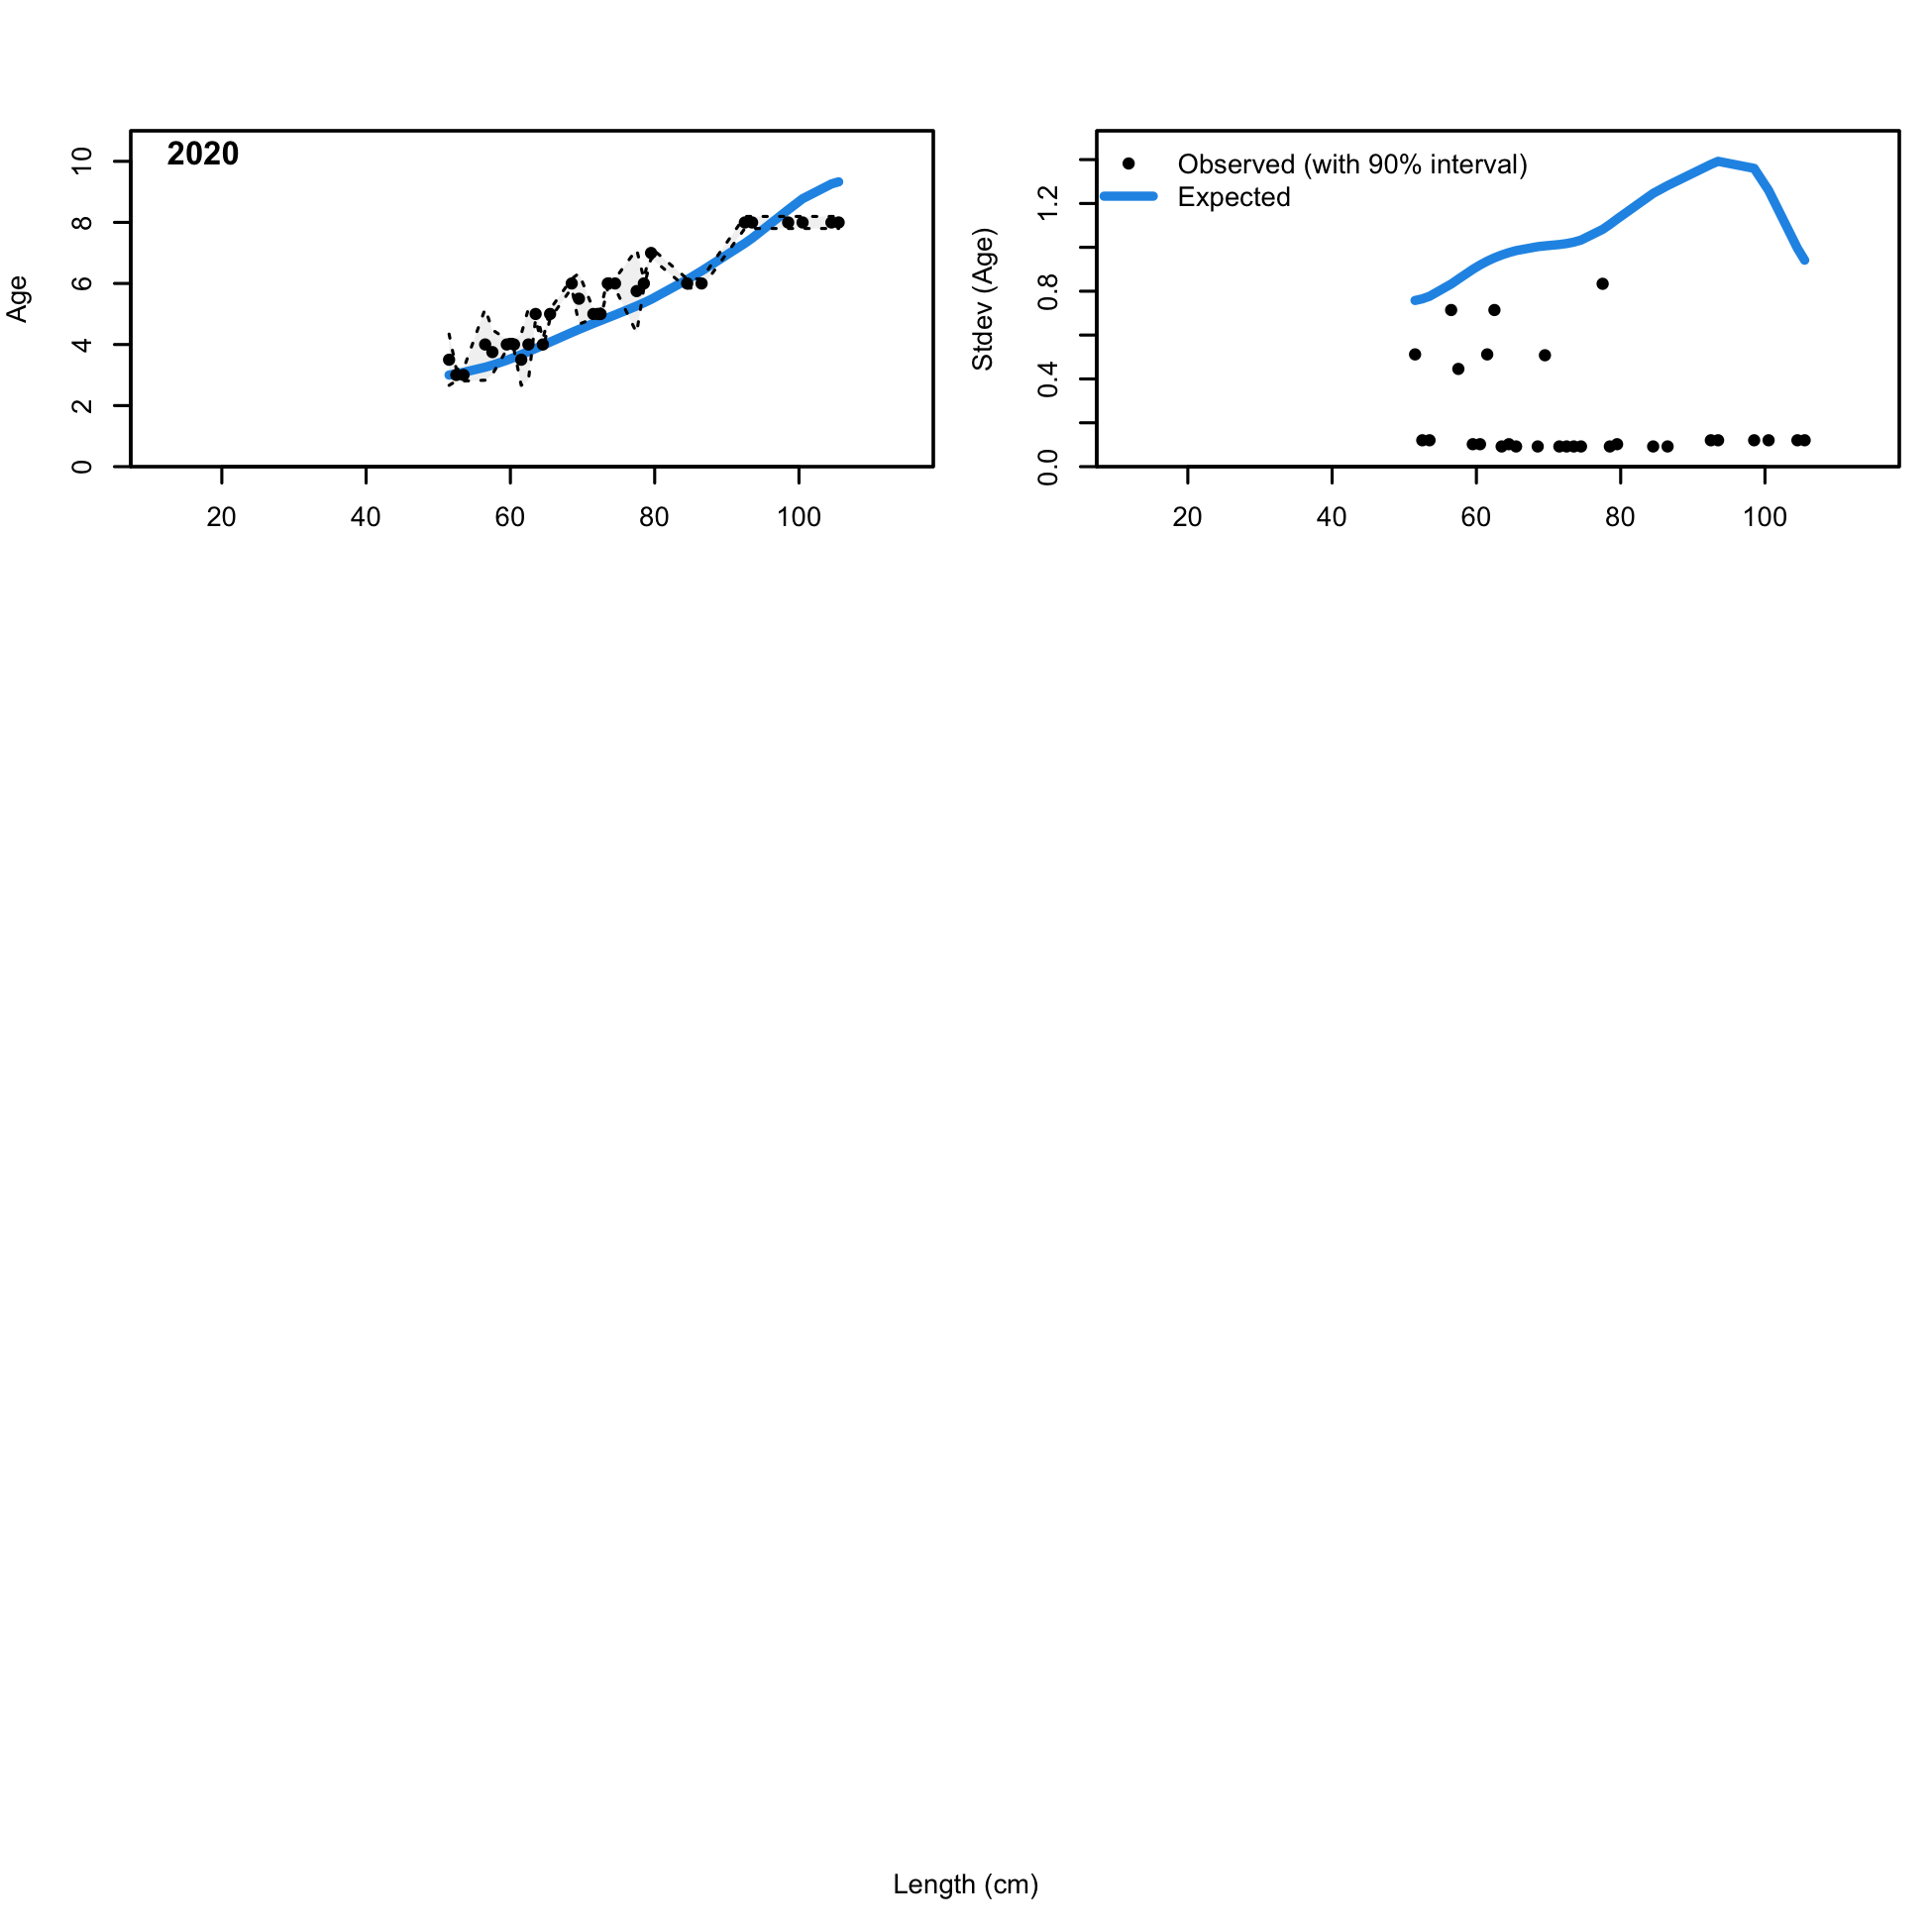 2020
Age
0 2 4 6 8 10
20 40 60 80 100
Observed (with 90% interval)
Expected
Stdev (Age)
0.0 0.4 0.8 1.2
20 40 60 80 100
Length (cm)